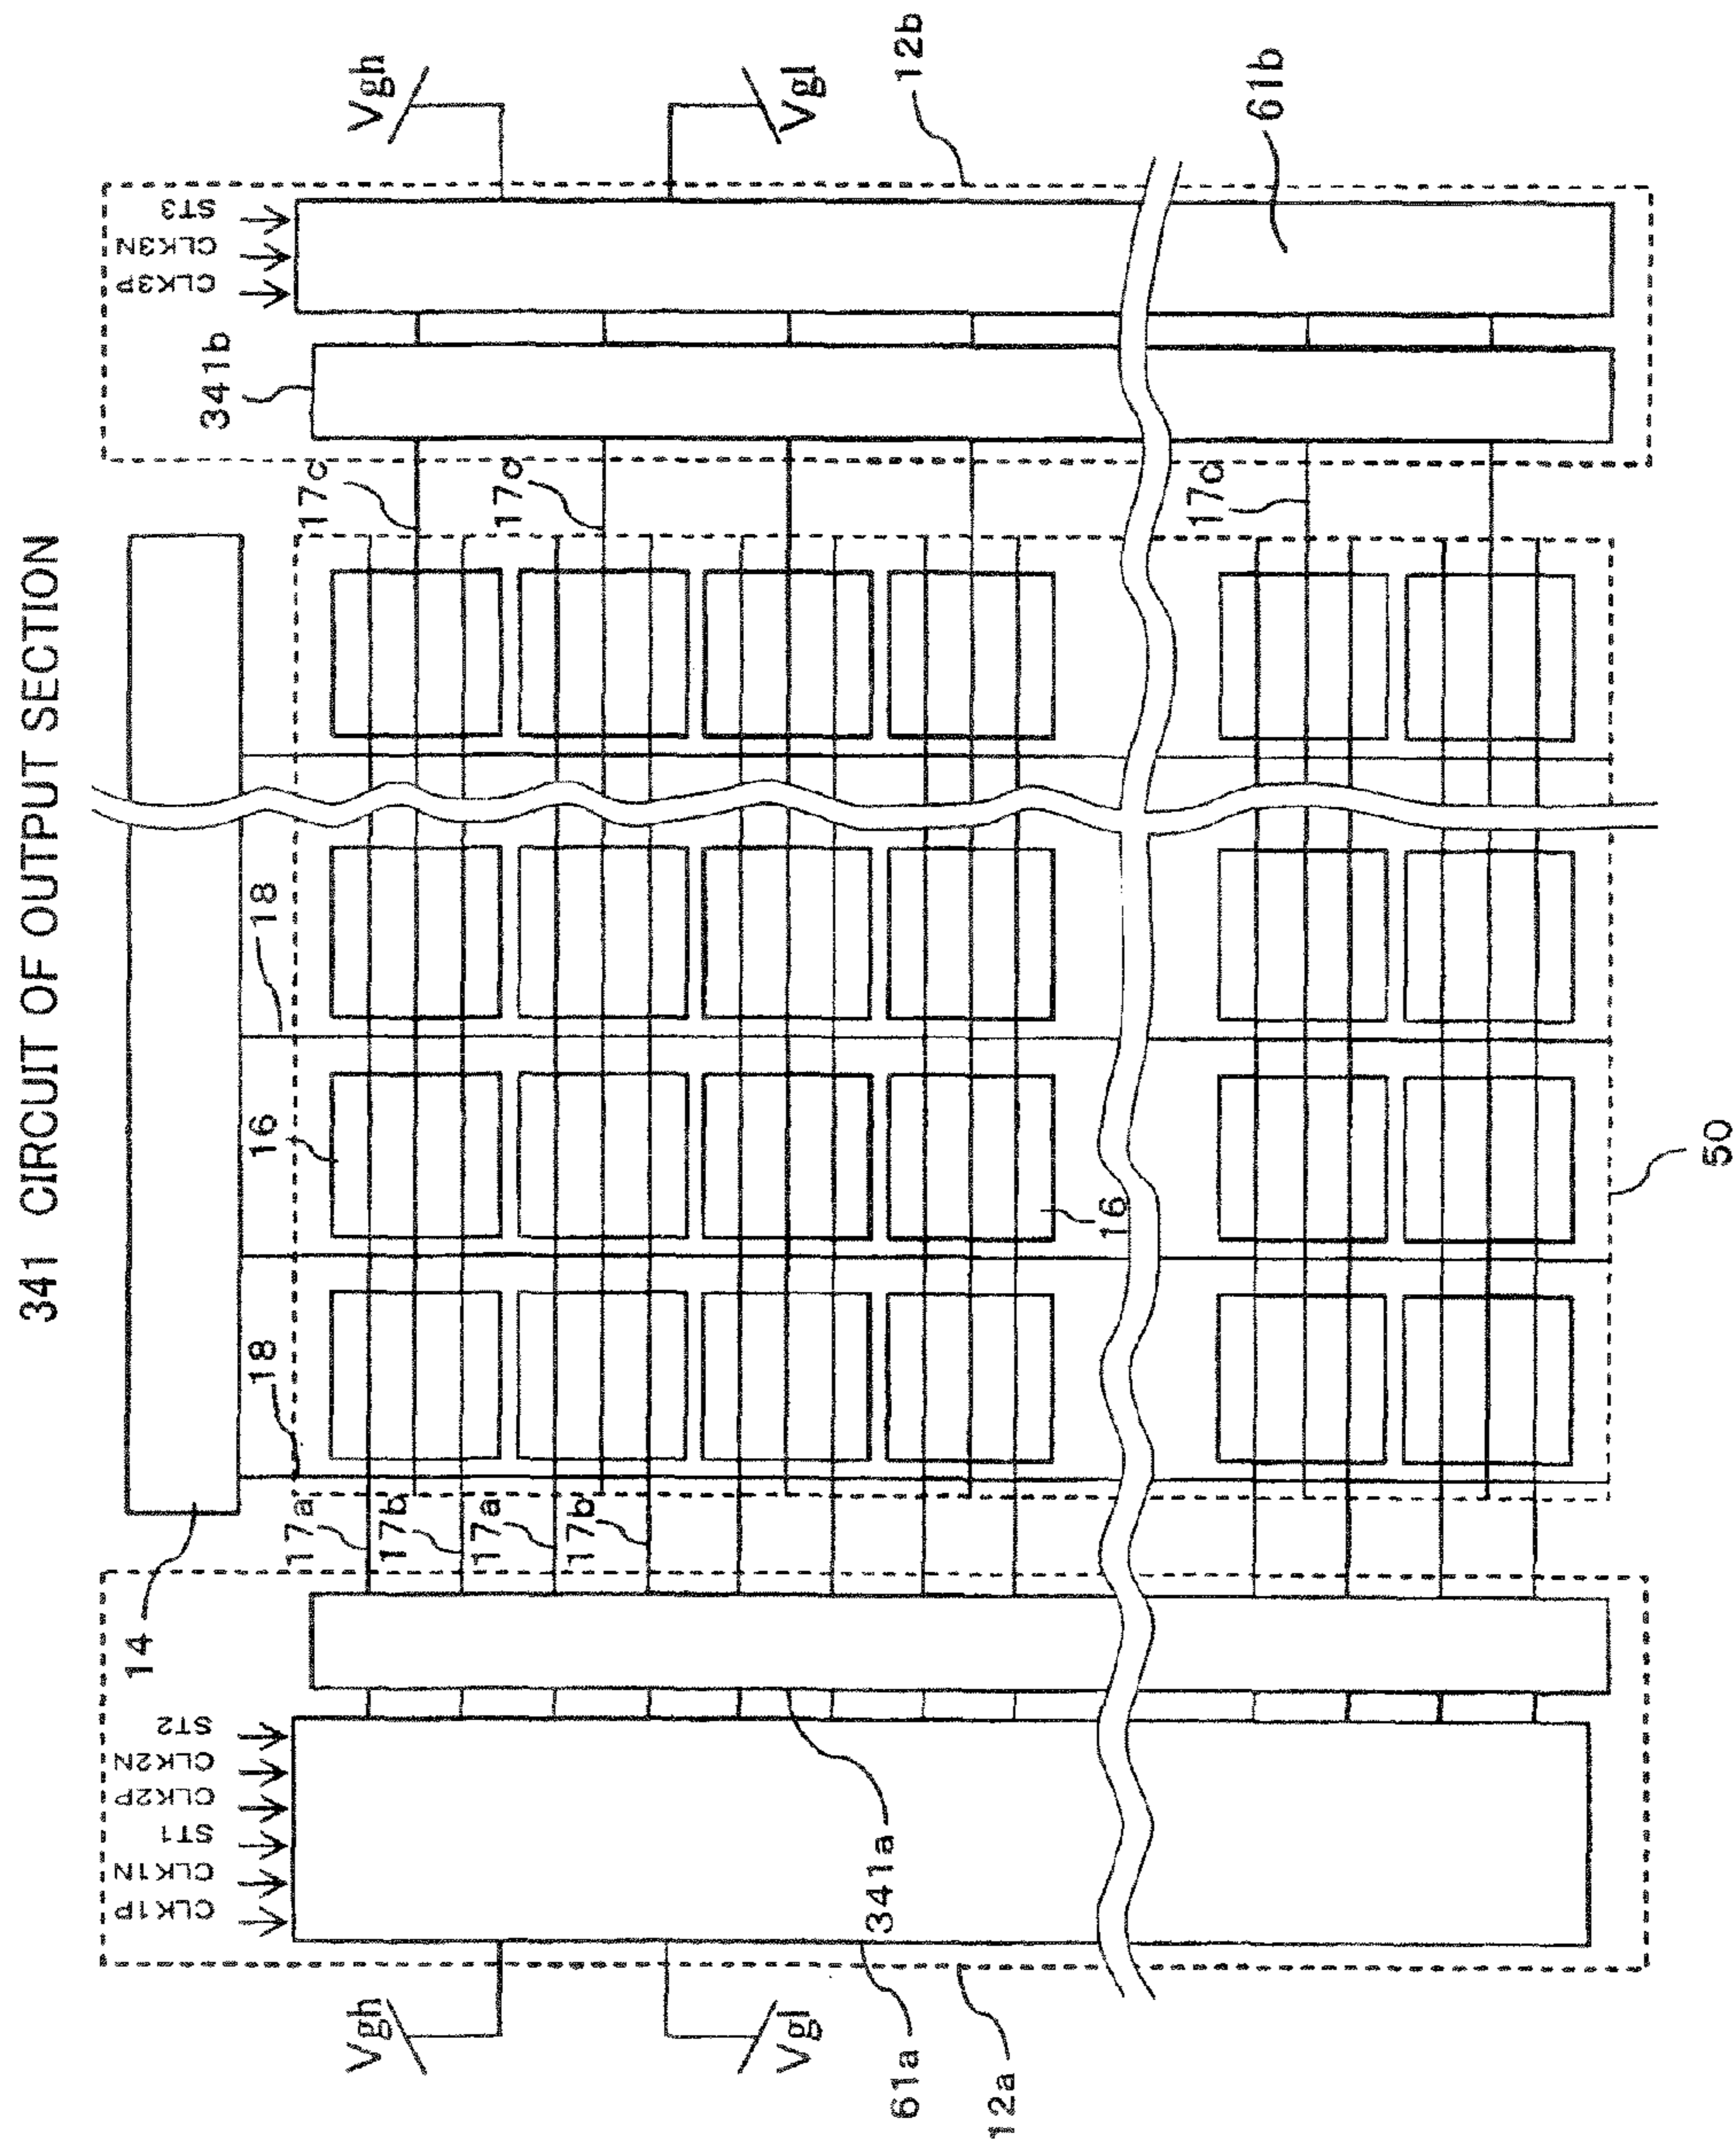 341 CIRCUIT OF OUTPUT SECTION
14
18
16
18
341b
CLK3P
CLK3N
ST3
Vgh
Vgl
12b
61b
CLK1P
CLK1N
ST1
CLK2P
CLK2N
ST2
17a
17b
17a
17b
17c
17c
17c
16
Vgh
Vgl
61a
12a
341a
50